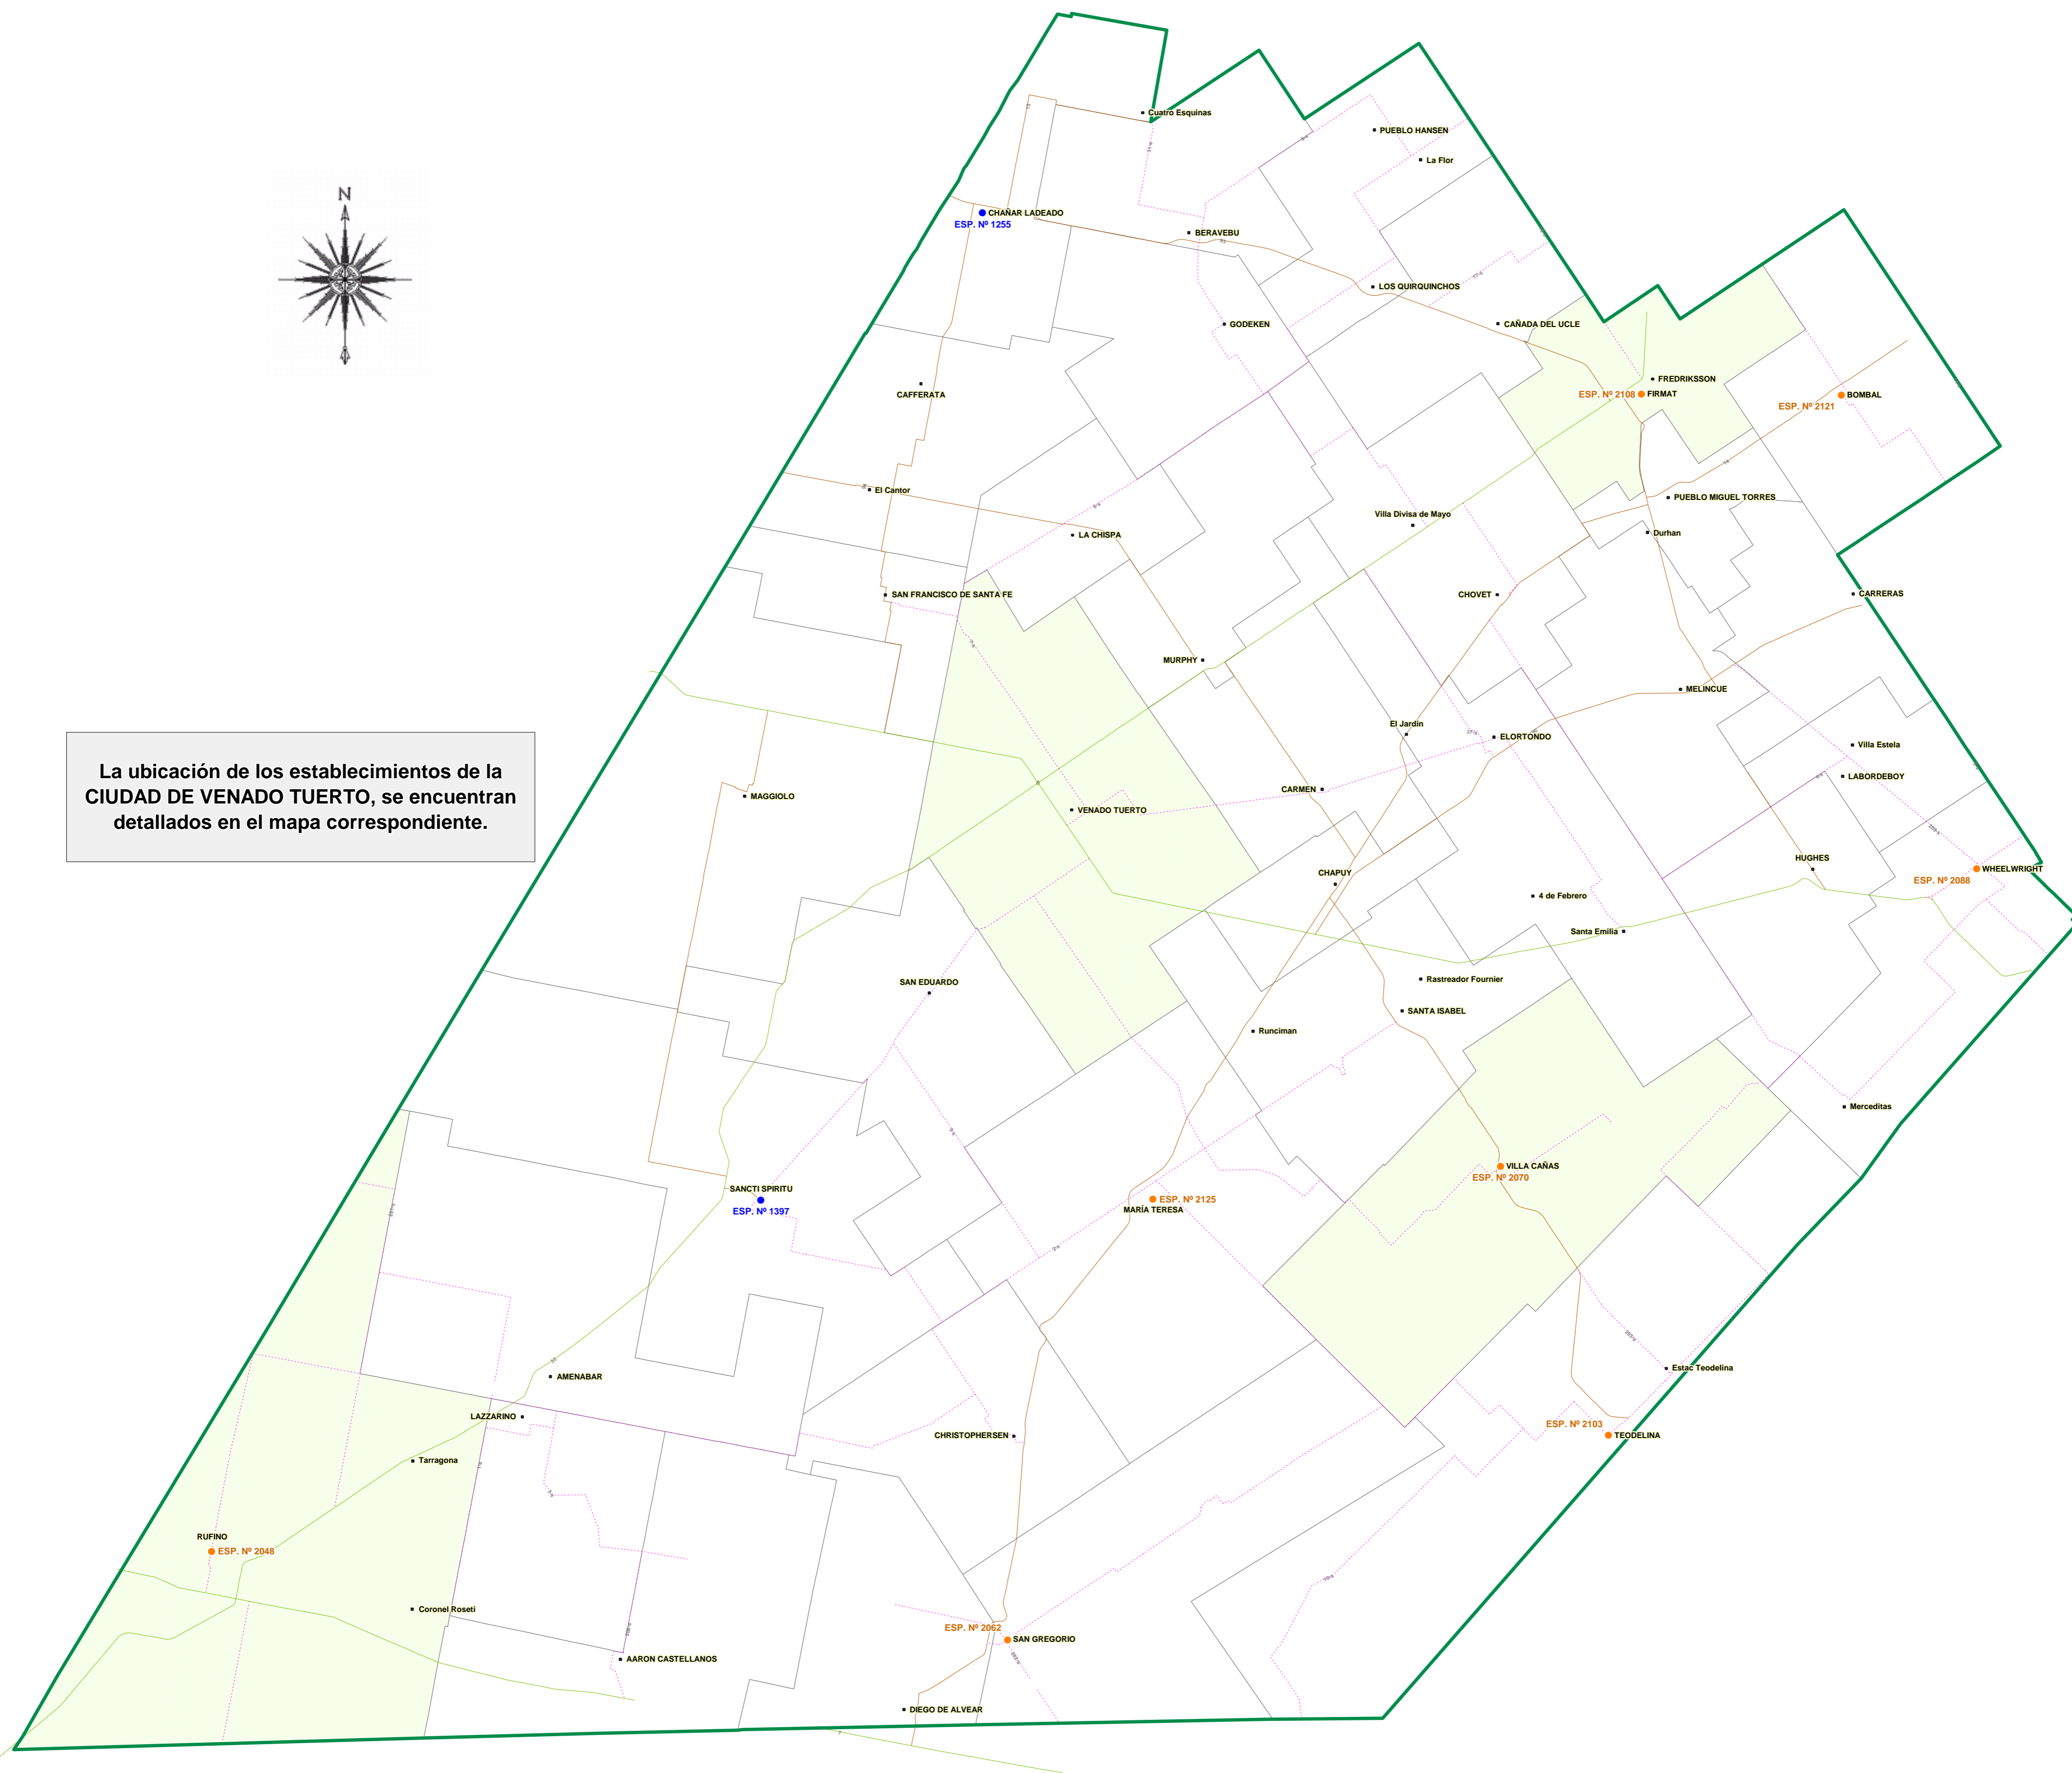 Cuatro Esquinas
PUEBLO HANSEN
La Flor
N
CHAÑAR LADEADO
ESP. Nº 1255
BERAVEBU
LOS QUIRQUINCHOS
GODEKEN
CAÑADA DEL UCLE
CAFFERATA
FREDRIKSSON
ESP. Nº 2108
FIRMAT
BOMBAL
ESP. Nº 2121
El Cantor
PUEBLO MIGUEL TORRES
Villa Divisa de Mayo
LA CHISPA
Durhan
SAN FRANCISCO DE SANTA FE
CHOVET
CARRERAS
MURPHY
MELINCUE
El Jardin
ELORTONDO
Villa Estela
La ubicación de los establecimientos de la
CIUDAD DE VENADO TUERTO, se encuentran
detallados en el mapa correspondiente.
LABORDEBOY
CARMEN
MAGGIOLO
VENADO TUERTO
HUGHES
WHEELWRIGHT
ESP. Nº 2088
CHAPUY
4 de Febrero
Santa Emilia
Rastreador Fournier
SAN EDUARDO
SANTA ISABEL
Runciman
Merceditas
VILLA CAÑAS
ESP. Nº 2070
SANCTI SPIRITU
ESP. Nº 1397
ESP. Nº 2125
MARÍA TERESA
Estac Teodelina
AMENABAR
LAZZARINO
ESP. Nº 2103
TEODELINA
CHRISTOPHERSEN
Tarragona
RUFINO
ESP. Nº 2048
Coronel Roseti
ESP. Nº 2062
SAN GREGORIO
AARON CASTELLANOS
DIEGO DE ALVEAR